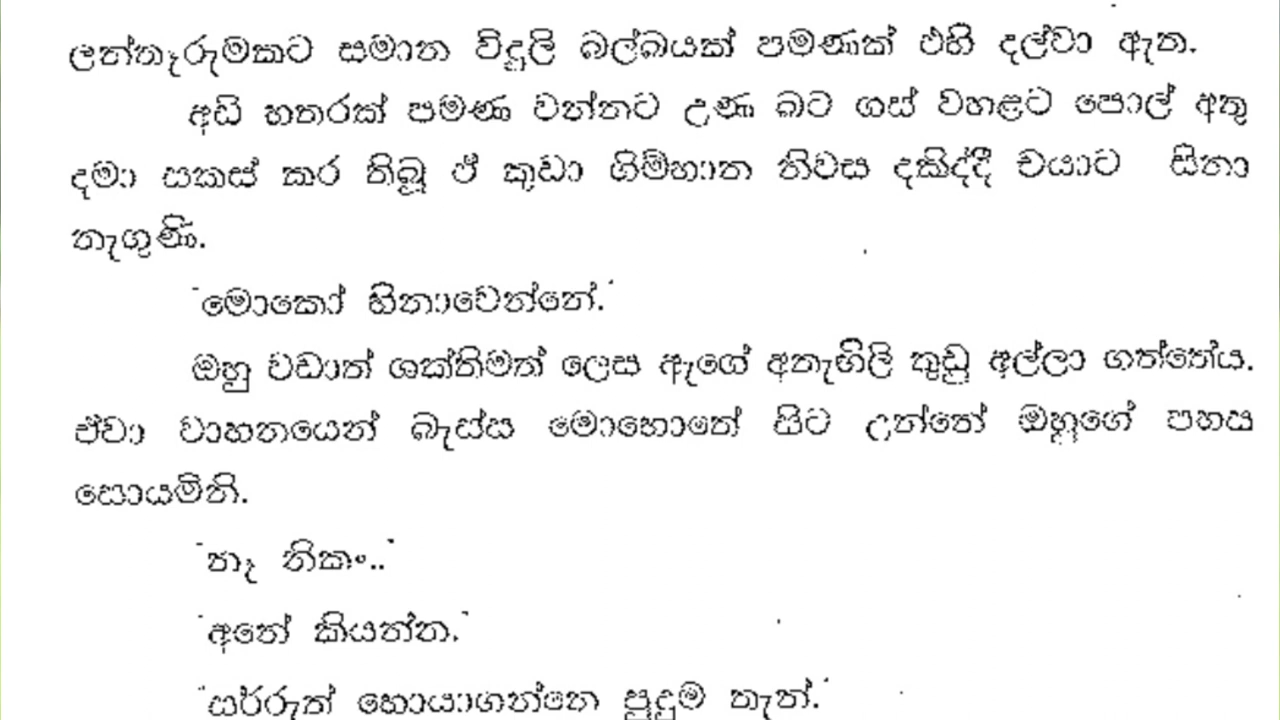 ලන්තෑරුමකට සමාන විදුලි බල්බයක් පමණක් එහි දල්වා ඇත.
අඩි හතරක් පමණ වන්නට උණ බට ගස් වහළට පොල් අතු
දමා සකස් කර තිබූ ඒ කුඩා ගිම්හාන නිවස දකිද්දී චයාට සිනා
නැගුණි.
"මොකෝ හිනාවෙන්නේ."
ඔහු වඩාත් ශක්තිමත් ලෙස ඇගේ අතැඟිලි කුඩු අල්ලා ගත්තේය.
ඒවා වාහනයෙන් බැස්ස මොහොතේ සිට උන්නේ ඔහුගේ පහස
සොයමිනි.
"නෑ නිකං.."
"අනේ කියන්න."
"සර්රුත් හොයාගන්නෙ පුදුම තැන්."